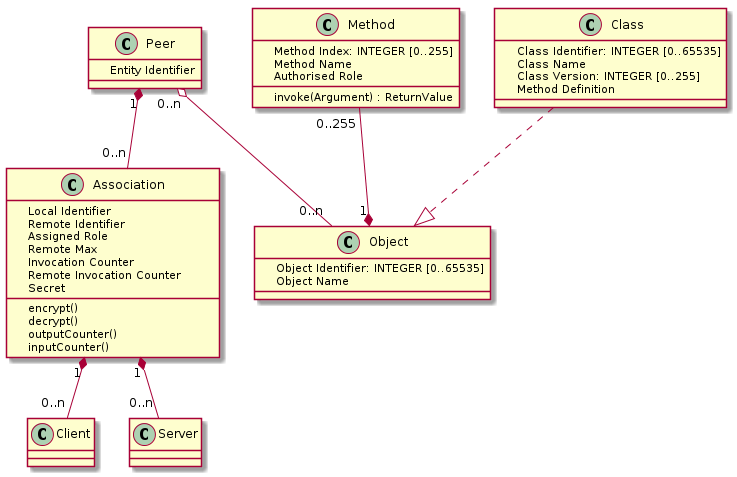 C Peer
Entity Identifier
C Method
Method Index: INTEGER [0..255]
Method Name
Authorised Role
invoke(Argument) : ReturnValue
C Class
Class Identifier: INTEGER [0..65535]
Class Name
Class Version: INTEGER [0..255]
Method Definition
1
0..n
0..255
0..n
0..n
1
C Association
Local Identifier
Remote Identifier
Assigned Role
Remote Max
Invocation Counter
Remote Invocation Counter
Secret
encrypt()
decrypt()
outputCounter()
inputCounter()
C Object
Object Identifier: INTEGER [0..65535]
Object Name
1
1
0..n
0..n
C Client
C Server